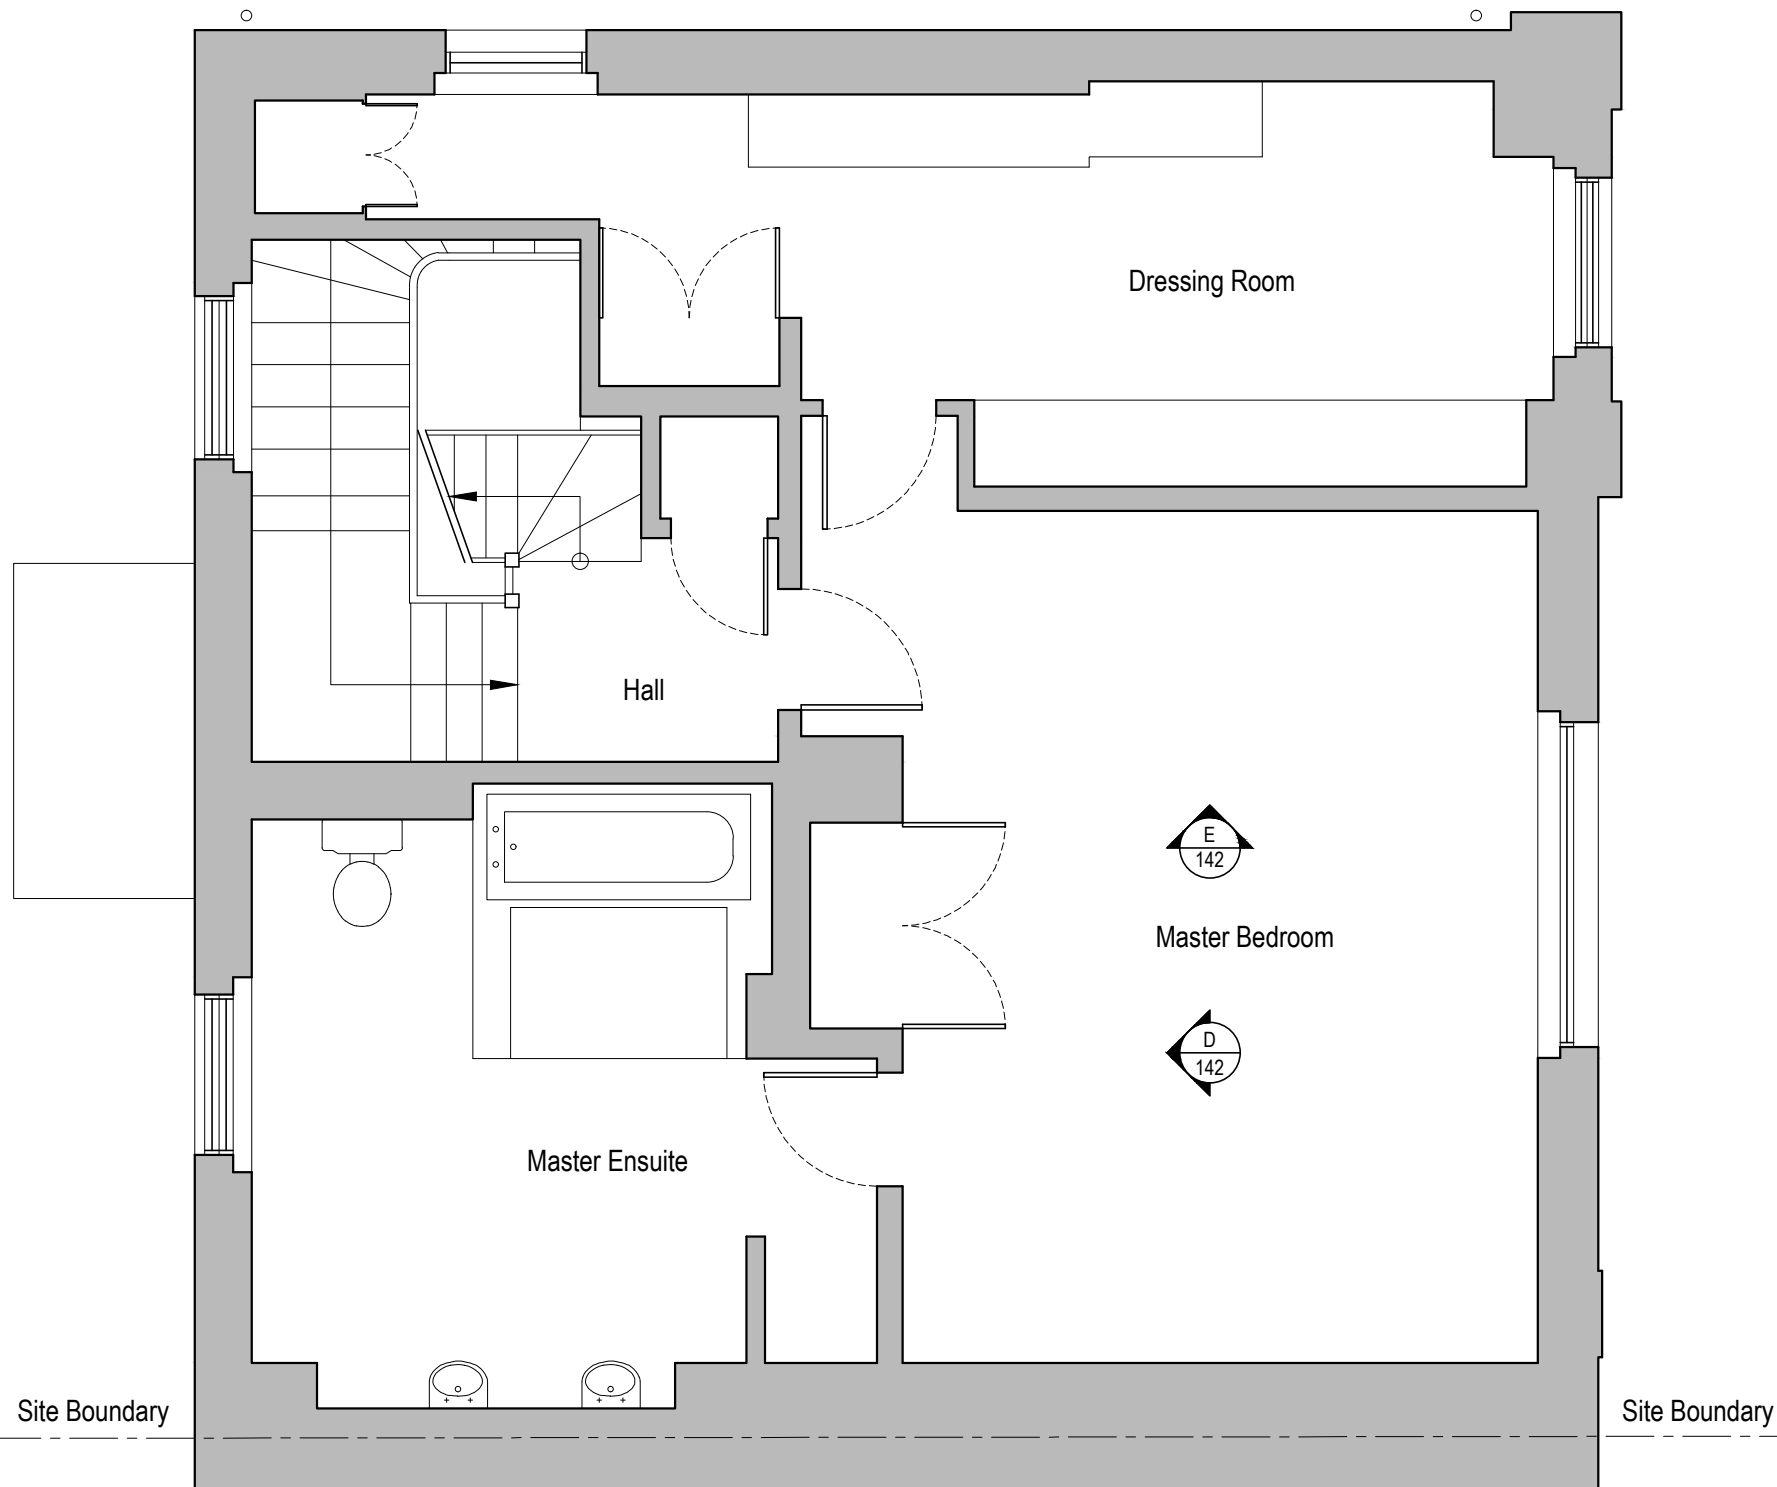 Dressing Room
Hall
E
142
Master Bedroom
D
142
Master Ensuite
Site Boundary
Site Boundary